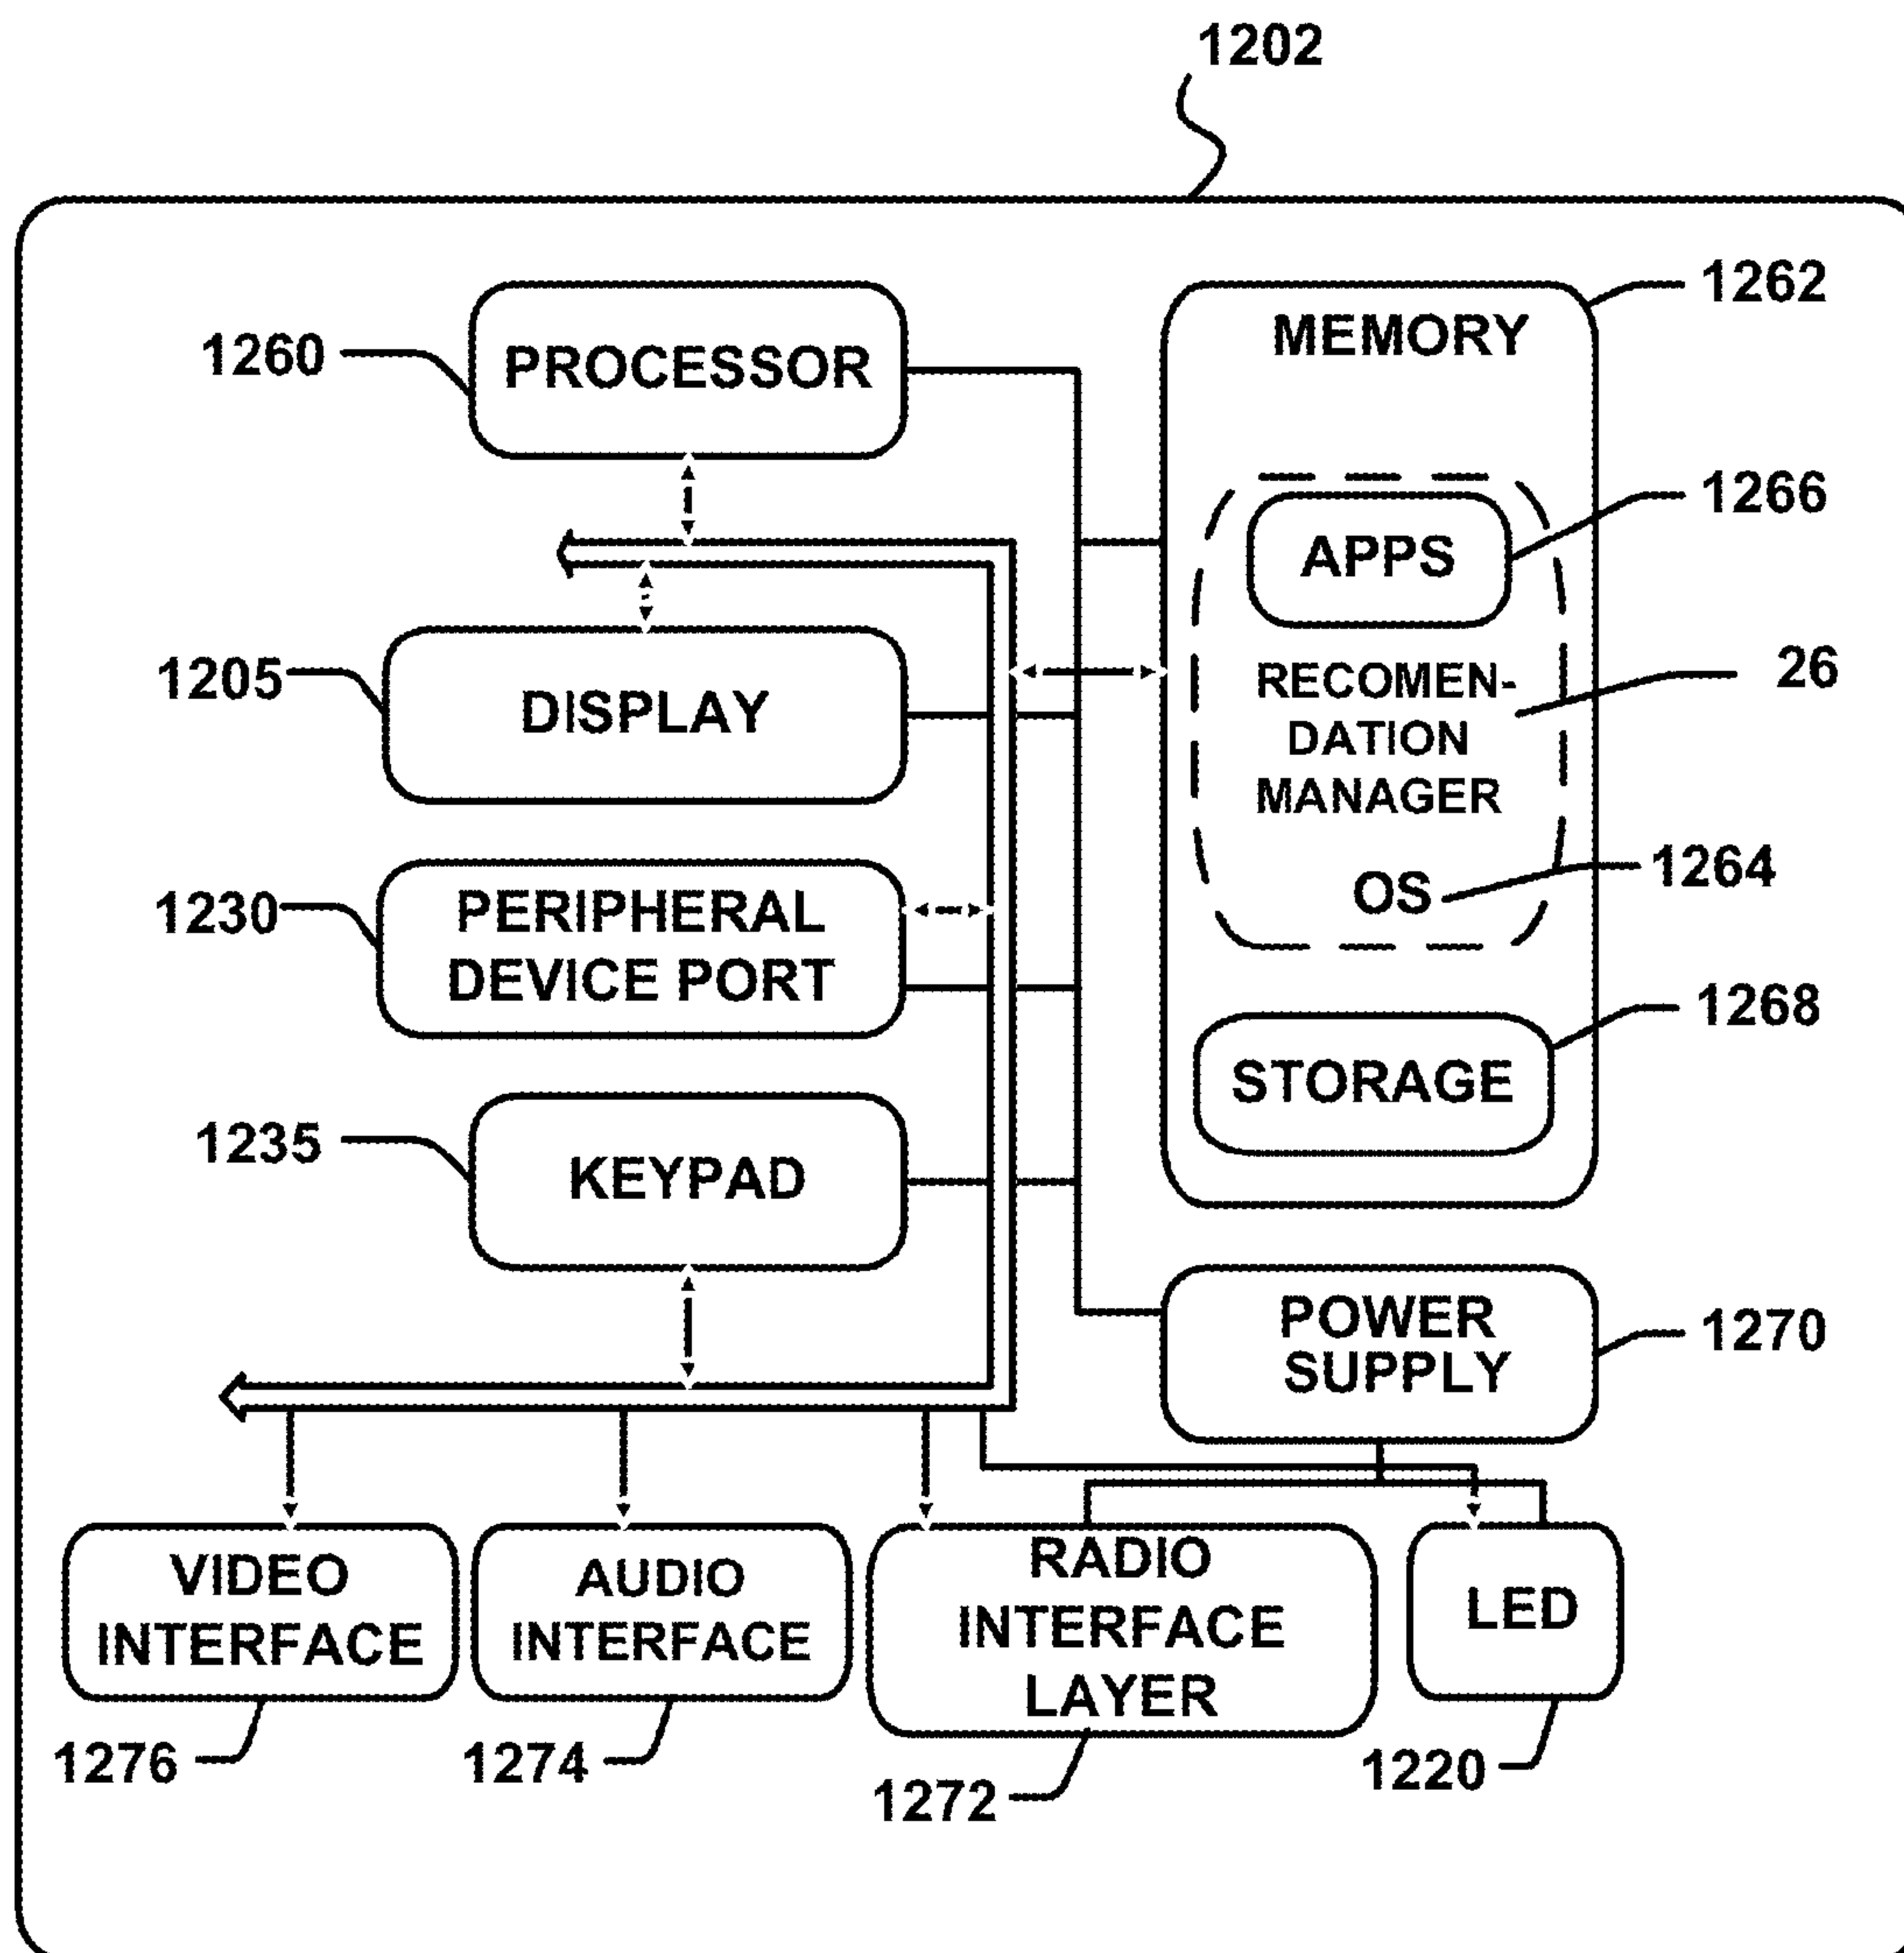 1202
1260
PROCESSOR
MEMORY
1262
APPS
1266
1205
DISPLAY
RECOMEN-
DATION
MANAGER
26
1230
PERIPHERAL
DEVICE PORT
OS
1264
1235
KEYPAD
STORAGE
1268
POWER
SUPPLY
1270
VIDEO
INTERFACE
AUDIO
INTERFACE
RADIO
INTERFACE
LAYER
LED
1276
1274
1272
1220